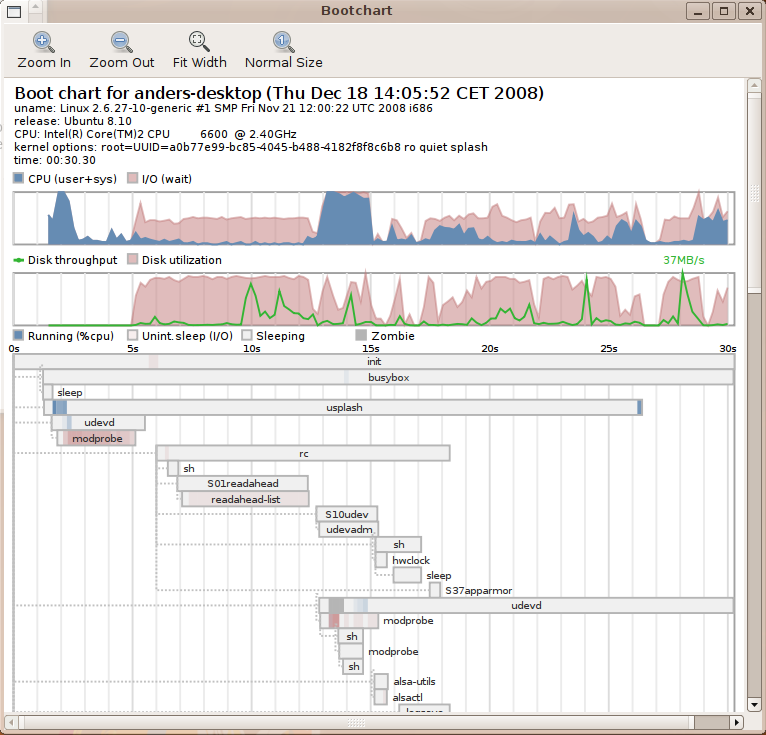 Bootchart
Zoom In Zoom Out Fit Width Normal Size
Boot chart for anders-desktop (Thu Dec 18 14:05:52 CET 2008)
uname: Linux 2.6.27-10-generic #1 SMP Fri Nov 21 12:00:22 UTC 2008 i686
release: Ubuntu 8.10
CPU: Intel(R) Core(TM)2 CPU 6600 @ 2.40GHz
kernel options: root=UUID=a0b77e99-bc85-4045-b488-4182f8f8c6b8 ro quiet splash
time: 00:30.30
CPU (user+sys) I/O (wait)
Disk throughput Disk utilization 37MB/s
Running (%cpu) Unint.sleep (I/O) Sleeping Zombie
0s 5s 10s 15s 20s 25s 30s
init
busybox
sleep
usplash
udevd
modprobe
rc
sh
S01readahead
readahead-list
S10udev
udevadm
sh
hwclock
sleep
S37apparmor
udevd
modprobe
sh
modprobe
sh
alsa-utils
alsactl